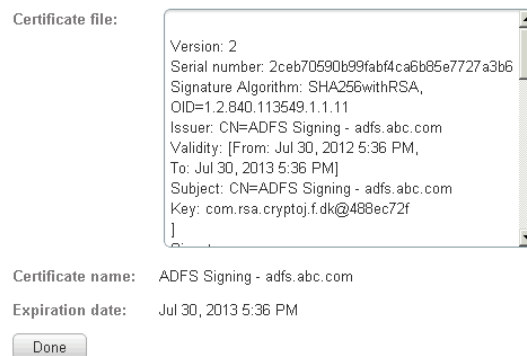 Certificate file:
Version: 2
Serial number: 2ceb70590b99fabf4ca6b85e7727a3b6
Signature Algorithm: SHA256withRSA,
OID=1.2.840.113549.1.1.11
Issuer: CN=ADFS Signing - adfs.abc.com
Validity: [From: Jul 30, 2012 5:36 PM,
To: Jul 30, 2013 5:36 PM]
Subject: CN=ADFS Signing - adfs.abc.com
Key: com.rsa.cryptoj.f.dk@488ec72f
]
Certificate name: ADFS Signing - adfs.abc.com
Expiration date: Jul 30, 2013 5:36 PM
Done